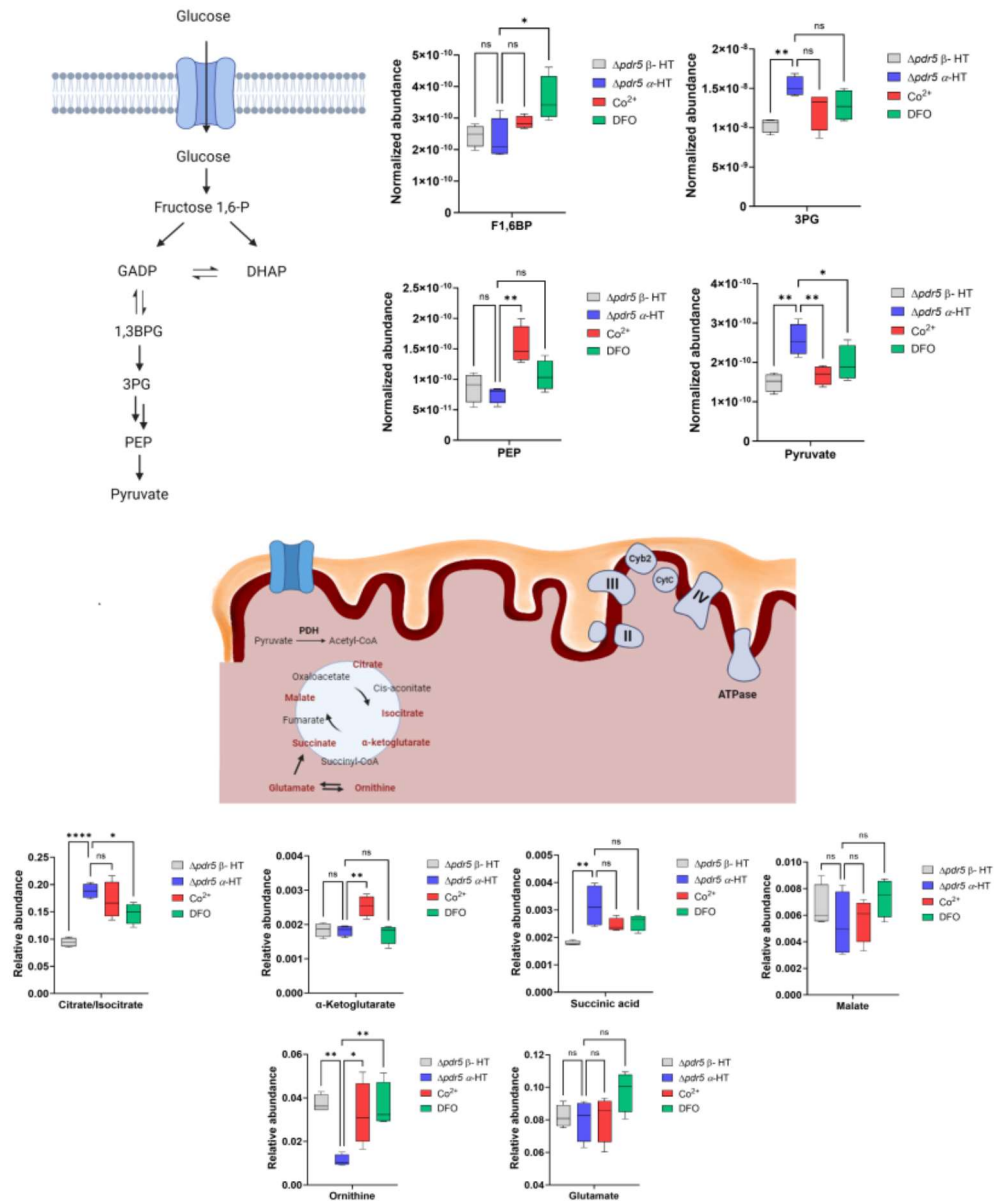 Glucose
Glucose
Fructose 1,6-P
GADP
DHAP
1,3BPG
3PG
PEP
Pyruvate
* 
ns
ns
Normalized abundance
5×10⁻¹⁰
4×10⁻¹⁰
3×10⁻¹⁰
2×10⁻¹⁰
1×10⁻¹⁰
0
F1,6BP
Δpdr5 β- HT
Δpdr5 α-HT
Co²⁺
DFO
ns
**
ns
Normalized abundance
2×10⁻⁸
1×10⁻⁸
1×10⁻⁸
5×10⁻⁹
0
3PG
Δpdr5 β- HT
Δpdr5 α-HT
Co²⁺
DFO
ns
ns
**
Normalized abundance
2×10⁻¹⁰
2×10⁻¹⁰
1×10⁻¹⁰
5×10⁻¹¹
0
PEP
Δpdr5 β- HT
Δpdr5 α-HT
Co²⁺
DFO
*
**
**
Normalized abundance
4×10⁻¹⁰
3×10⁻¹⁰
2×10⁻¹⁰
1×10⁻¹⁰
0
Pyruvate
Δpdr5 β- HT
Δpdr5 α-HT
Co²⁺
DFO
Cyb2
CytC
III
IV
II
ATPase
PDH
Pyruvate
Acetyl-CoA
Citrate
Oxaloacetate
Cis-aconitate
Malate
Isocitrate
Fumarate
Succinate
α-ketoglutarate
Succinyl-CoA
Glutamate
Ornithine
****
*
ns
Relative abundance
0.25
0.20
0.15
0.10
0.05
0.00
Citrate/Isocitrate
Δpdr5 β- HT
Δpdr5 α-HT
Co²⁺
DFO
ns
ns
**
Relative abundance
0.004
0.003
0.002
0.001
0.000
α-Ketoglutarate
Δpdr5 β- HT
Δpdr5 α-HT
Co²⁺
DFO
ns
**
ns
Relative abundance
0.005
0.004
0.003
0.002
0.001
0.000
Succinic acid
Δpdr5 β- HT
Δpdr5 α-HT
Co²⁺
DFO
ns
ns
ns
Relative abundance
0.010
0.008
0.006
0.004
0.002
0.000
Malate
Δpdr5 β- HT
Δpdr5 α-HT
Co²⁺
DFO
**
**
*
Relative abundance
0.06
0.04
0.02
0.00
Ornithine
Δpdr5 β- HT
Δpdr5 α-HT
Co²⁺
DFO
ns
ns
ns
Relative abundance
0.12
0.10
0.08
0.06
0.04
0.02
0.00
Glutamate
Δpdr5 β- HT
Δpdr5 α-HT
Co²⁺
DFO